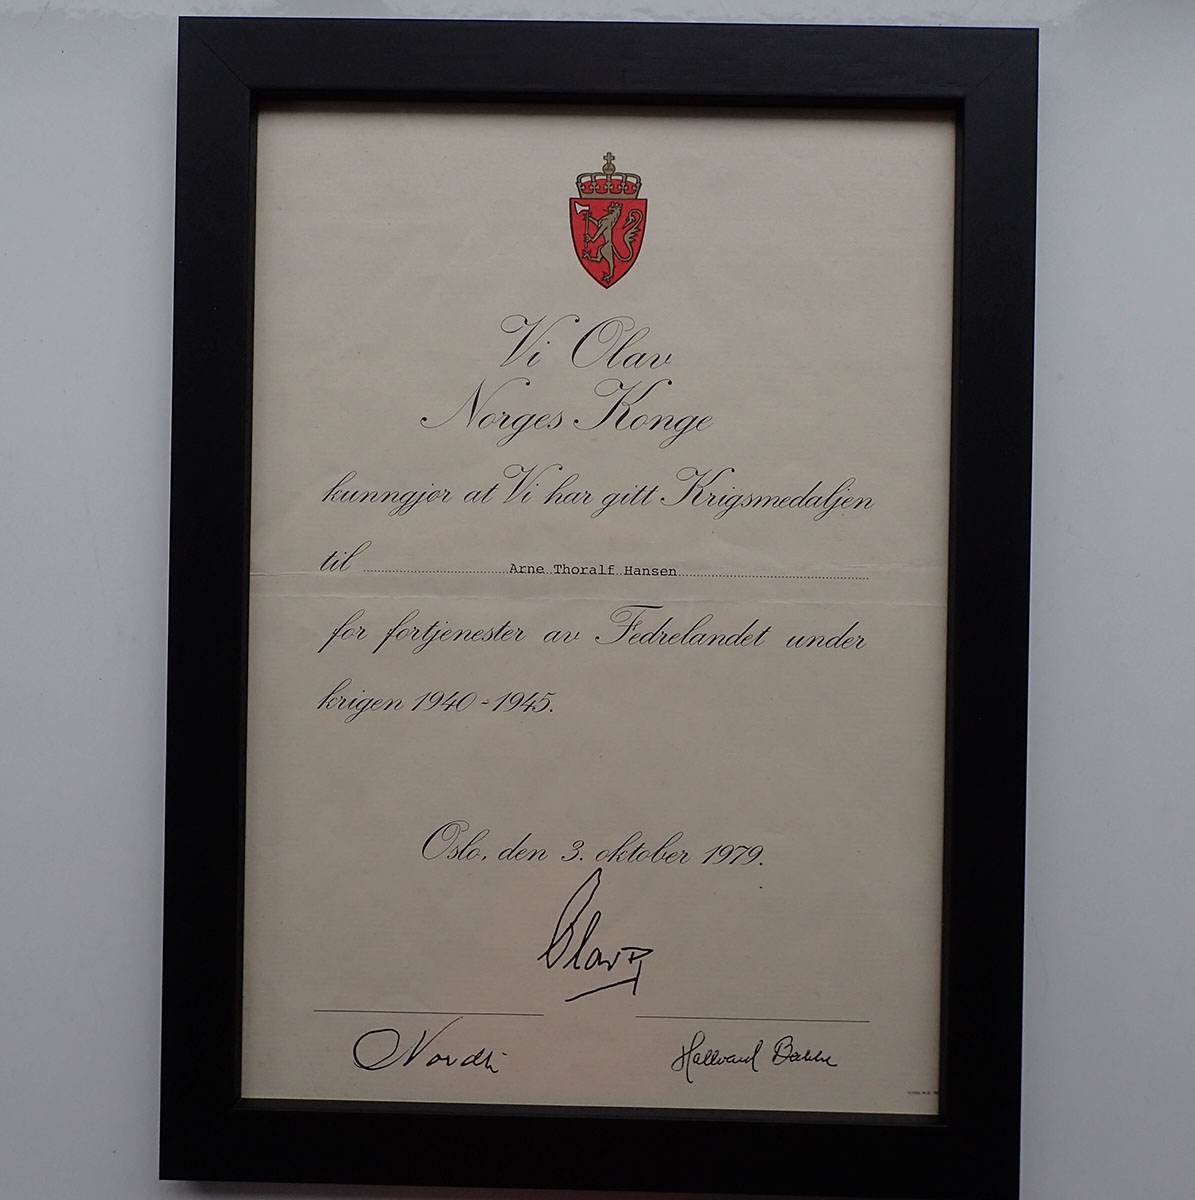 Vi Olav
Norges Konge
kunngjør at Vi har gitt Krigsmedaljen
til Arne Thoralf Hansen
for fortjenester av Fedrelandet under
krigen 1940-1945.
Oslo, den 3. oktober 1979.
Olav R
O Nordli
Hallvard Bakke